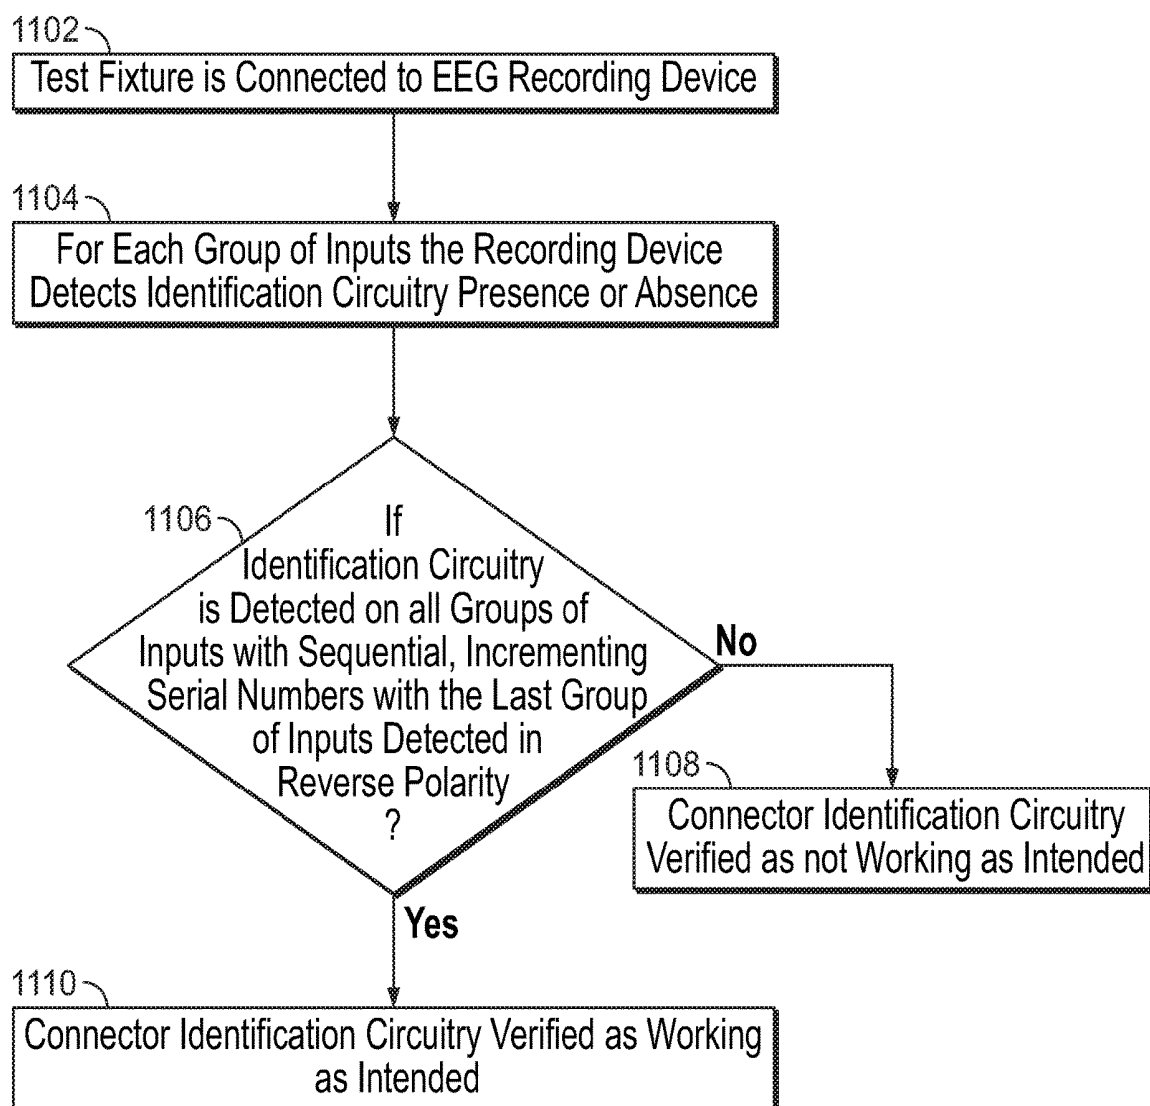 1102
Test Fixture is Connected to EEG Recording Device
1104
For Each Group of Inputs the Recording Device
Detects Identification Circuitry Presence or Absence
1106
If
Identification Circuitry
is Detected on all Groups of
Inputs with Sequential, Incrementing
Serial Numbers with the Last Group
of Inputs Detected in
Reverse Polarity
?
No
1108
Connector Identification Circuitry
Verified as not Working as Intended
Yes
1110
Connector Identification Circuitry Verified as Working
as Intended